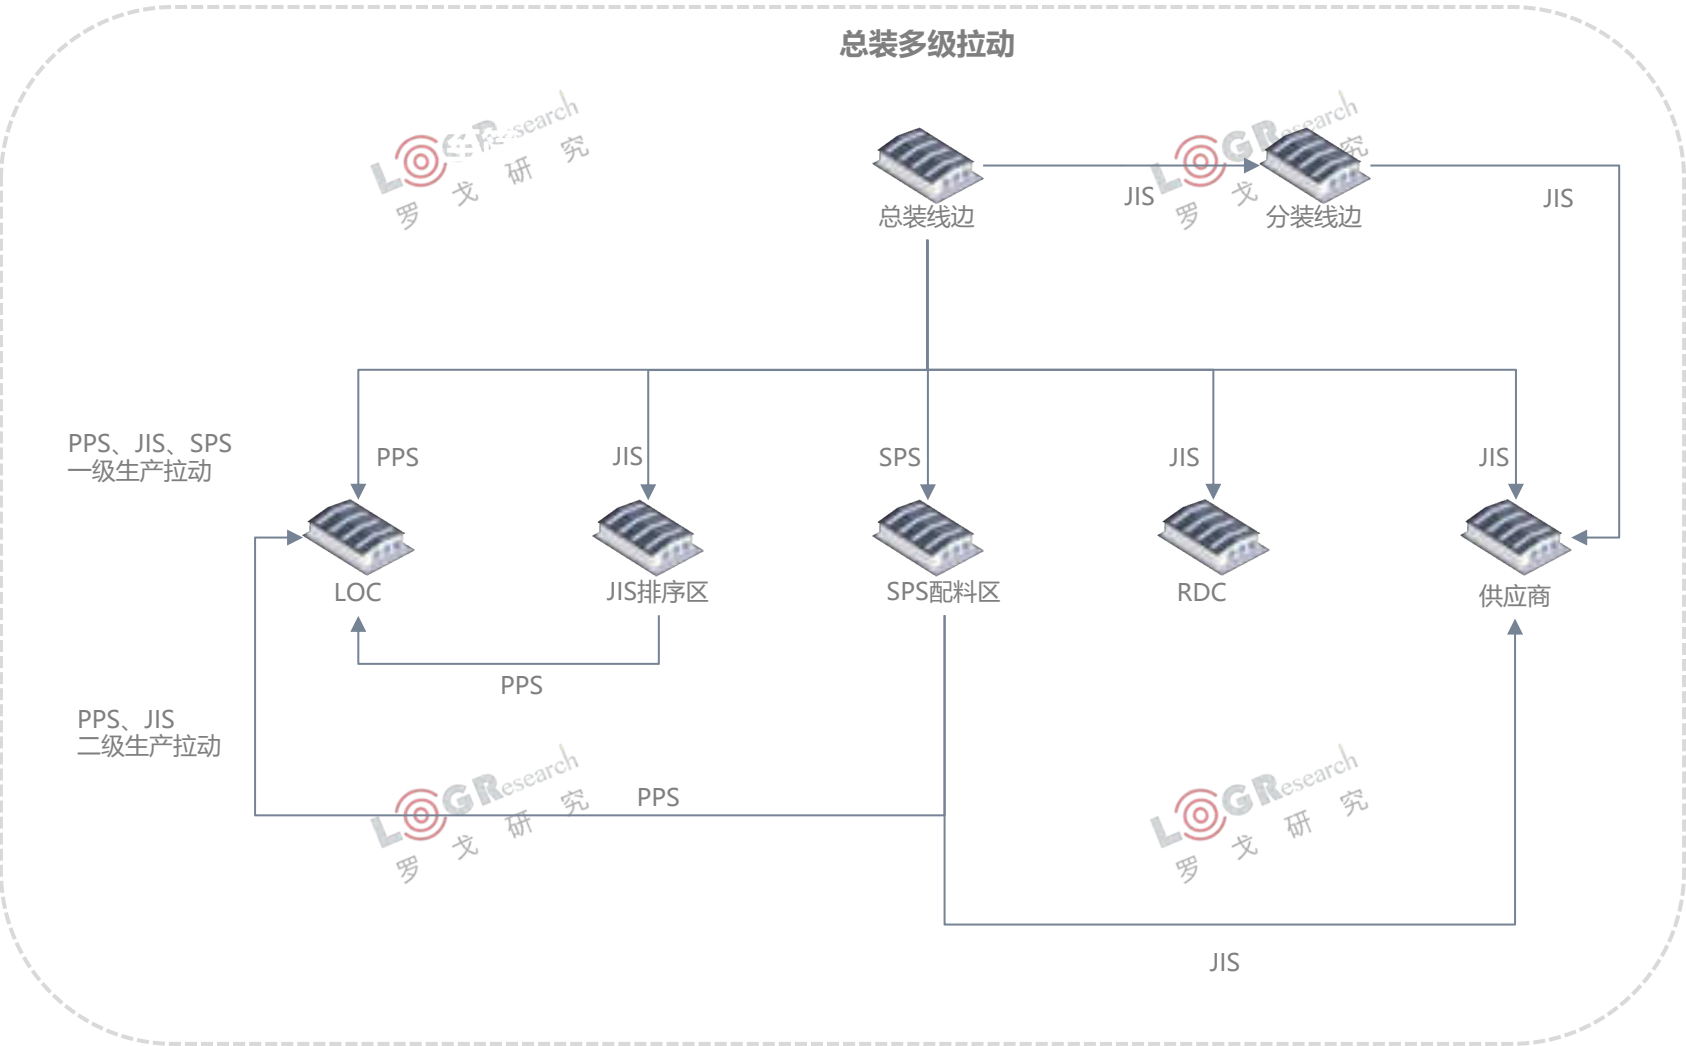 总装多级拉动
LOGResearch
罗戈研究
LOGResearch
罗戈研究
总装线边
JIS
分装线边
JIS
PPS、JIS、SPS
一级生产拉动
PPS
JIS
SPS
JIS
JIS
LOC
JIS排序区
SPS配料区
RDC
供应商
PPS
PPS、JIS
二级生产拉动
PPS
LOGResearch
罗戈研究
LOGResearch
罗戈研究
JIS